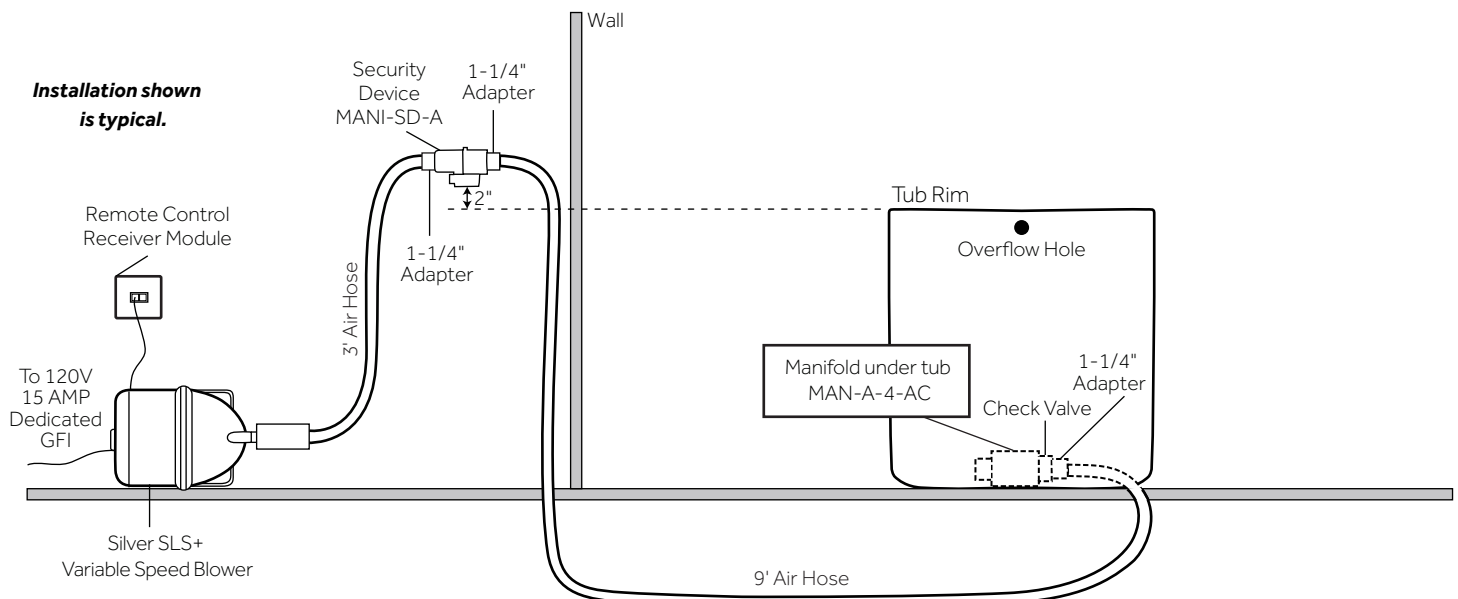 Wall
Installation shown
is typical.
Security
Device
MANI-SD-A
1-1/4"
Adapter
2"
Tub Rim
Overflow Hole
Remote Control
Receiver Module
1-1/4"
Adapter
3' Air Hose
To 120V
15 AMP
Dedicated
GFI
Manifold under tub
MAN-A-4-AC
1-1/4"
Adapter
Check Valve
Silver SLS+
Variable Speed Blower
9' Air Hose